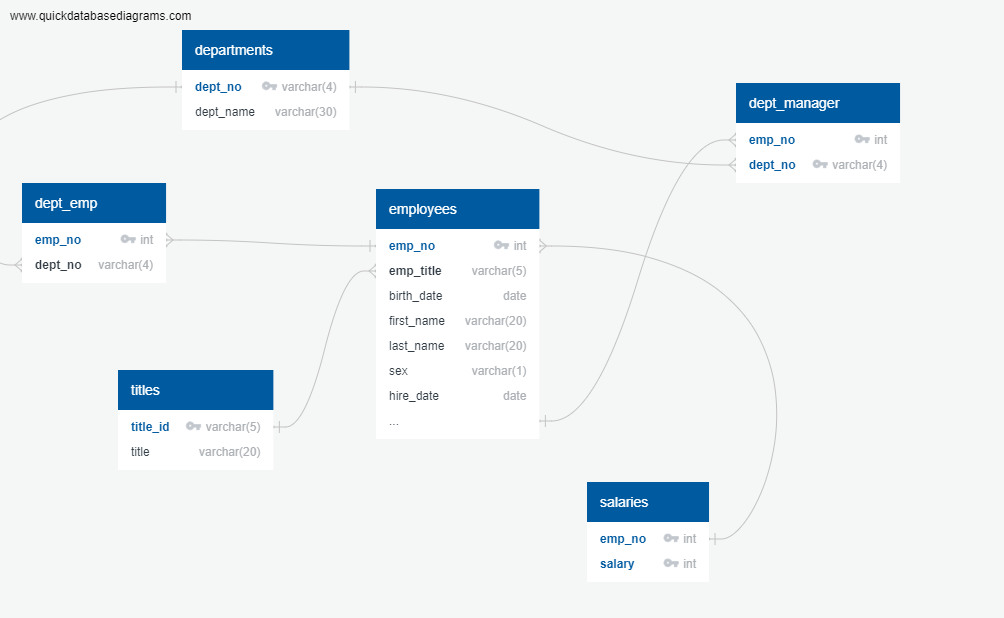 www.quickdatabasediagrams.com
departments
dept_no varchar(4)
dept_name varchar(30)
dept_manager
emp_no int
dept_no varchar(4)
dept_emp
emp_no int
dept_no varchar(4)
employees
emp_no int
emp_title varchar(5)
birth_date date
first_name varchar(20)
last_name varchar(20)
sex varchar(1)
hire_date date
...
titles
title_id varchar(5)
title varchar(20)
salaries
emp_no int
salary int